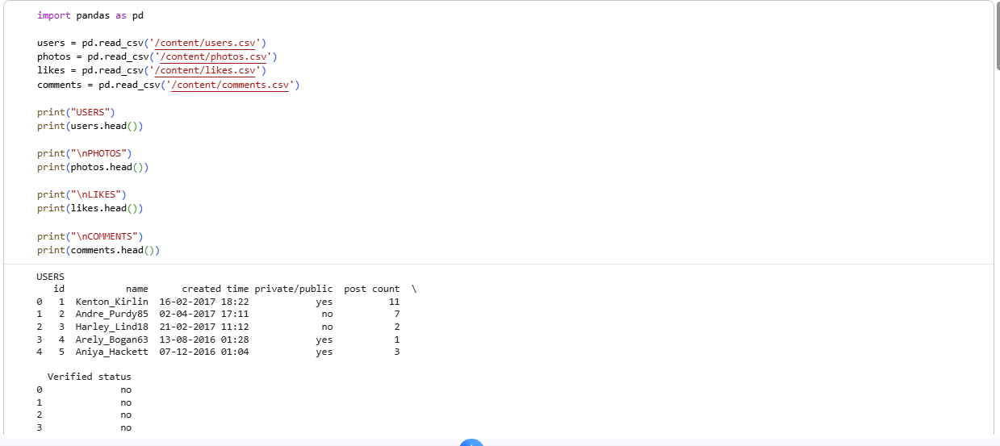 import pandas as pd
users = pd.read_csv('/content/users.csv')
photos = pd.read_csv('/content/photos.csv')
likes = pd.read_csv('/content/likes.csv')
comments = pd.read_csv('/content/comments.csv')
print("USERS")
print(users.head())
print("\nPHOTOS")
print(photos.head())
print("\nLIKES")
print(likes.head())
print("\nCOMMENTS")
print(comments.head())
USERS
id name created time private/public post count \
0 1 Kenton_Kirlin 16-02-2017 18:22 yes 11
1 2 Andre_Purdy85 02-04-2017 17:11 no 7
2 3 Harley_Lind18 21-02-2017 11:12 no 2
3 4 Arely_Bogan63 13-08-2016 01:28 yes 1
4 5 Aniya_Hackett 07-12-2016 01:04 yes 3
Verified status
0 no
1 no
2 no
3 no